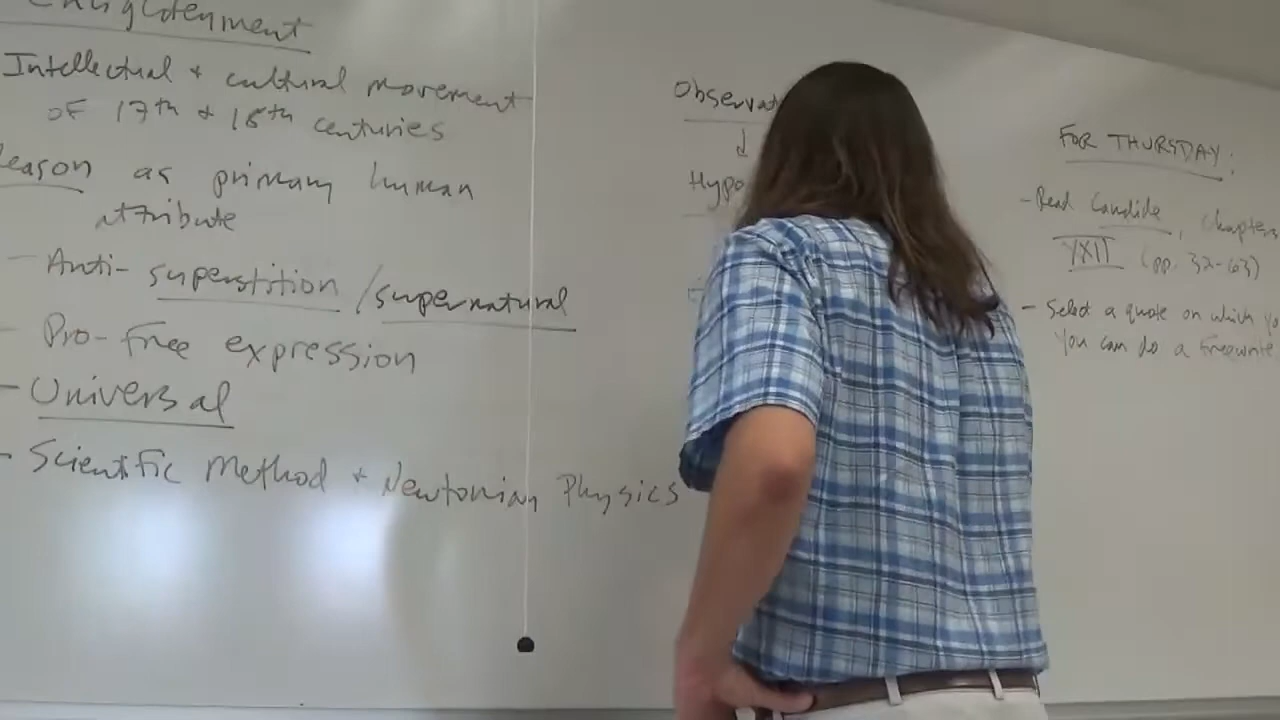 Enlightenment
Intellectual + cultural movement
of 17th + 18th centuries
Reason as primary human
attribute
- Anti-superstition/supernatural
- Pro-free expression
- Universal
- Scientific Method + Newtonian Physics
Observat
↓
Hypo
FOR THURSDAY:
- Read Candide, chapters
(pp. 32-63)
- Select a quote on which yo
you can do a freewrite